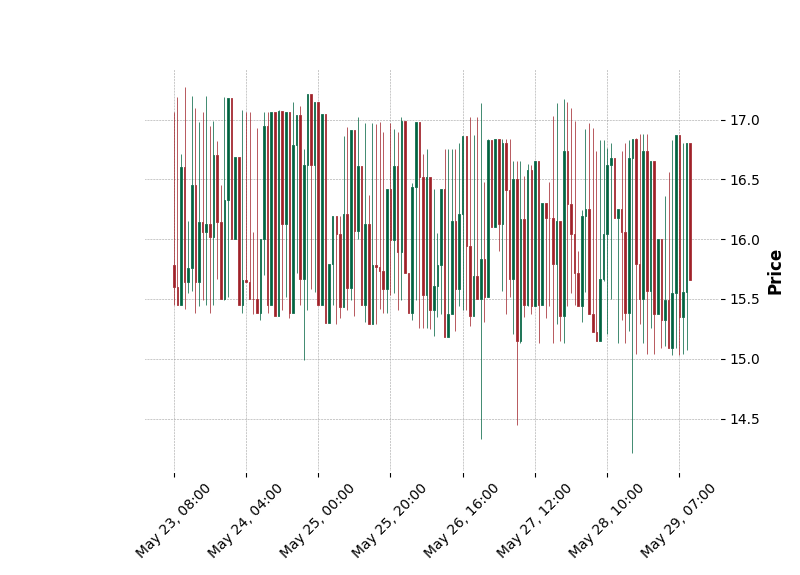 17.0
16.5
16.0
15.5
15.0
14.5
Price
May 23, 08:00
May 24, 04:00
May 25, 00:00
May 25, 20:00
May 26, 16:00
May 27, 12:00
May 28, 10:00
May 29, 07:00